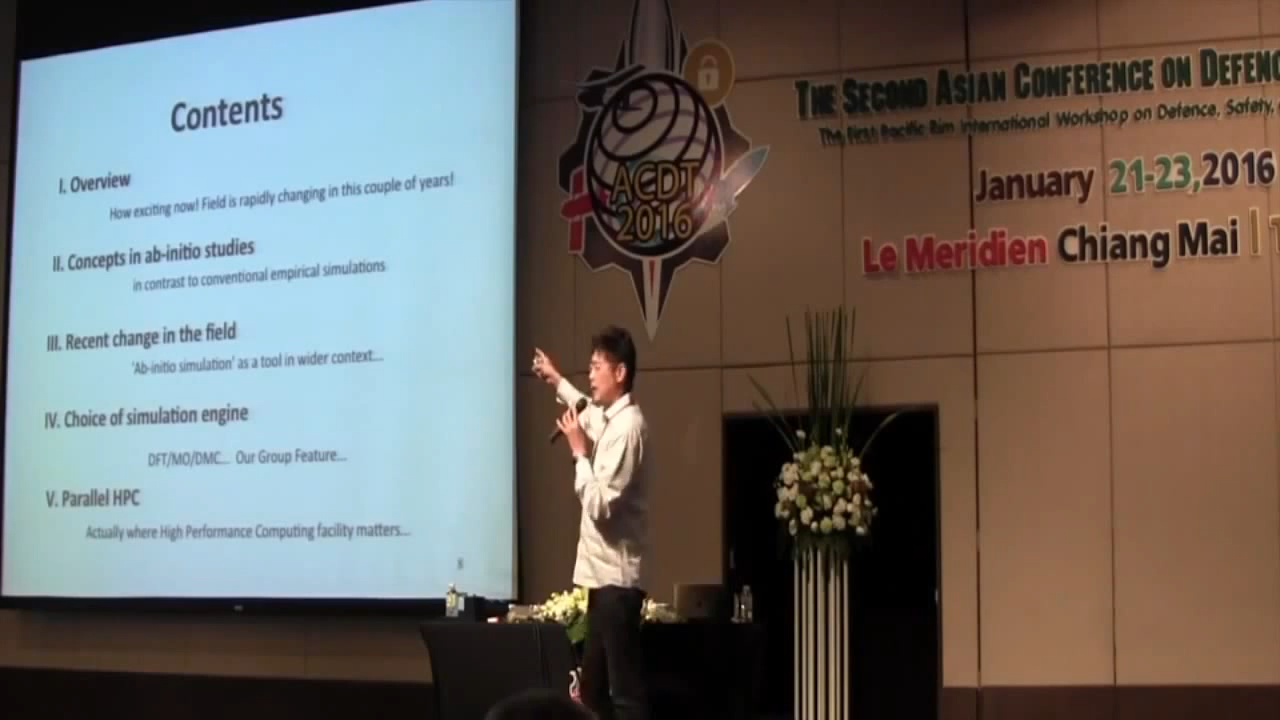 Contents
I. Overview
How exciting now! Field is rapidly changing in this couple of years!
II. Concepts in ab-initio studies
in contrast to conventional empirical simulations
III. Recent change in the field
'Ab-initio simulation' as a tool in wider context...
IV. Choice of simulation engine
DFT/MO/DMC... Our Group Feature...
V. Parallel HPC
Actually where High Performance Computing facility matters...
ACDT
2016
THE SECOND ASIAN CONFERENCE ON DEFENC
The First Pacific Rim International Workshop on Defence, Safety,
January 21-23,2016
Le Meridien Chiang Mai |